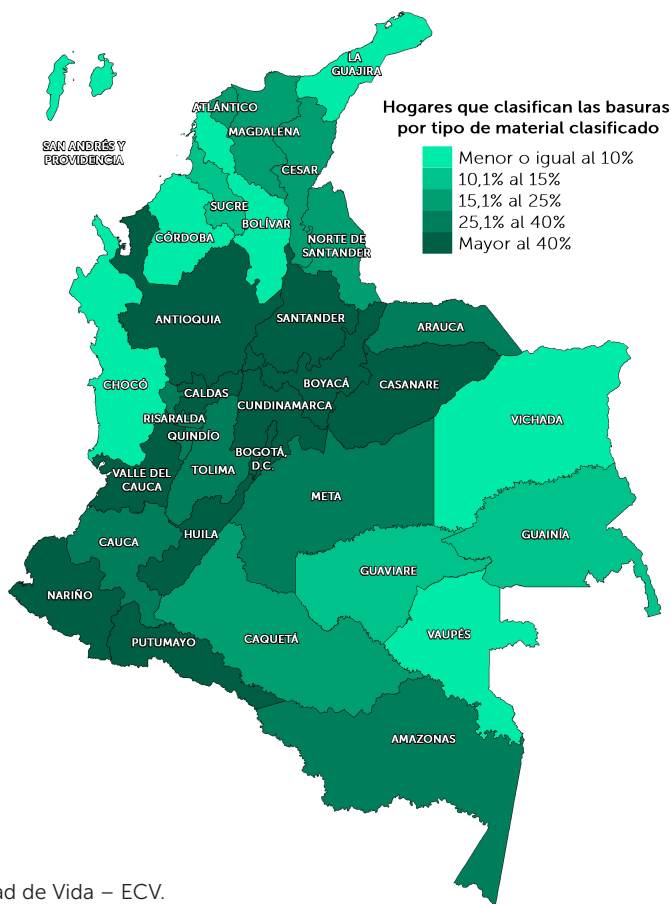 LA
GUAJIRA
ATLÁNTICO
MAGDALENA
Hogares que clasifican las basuras
por tipo de material clasificado
Menor o igual al 10%
10,1% al 15%
15,1% al 25%
25,1% al 40%
Mayor al 40%
SAN ANDRÉS Y
PROVIDENCIA
CESAR
SUCRE
BOLÍVAR
CÓRDOBA
NORTE DE
SANTANDER
ANTIOQUIA
SANTANDER
ARAUCA
CHOCÓ
CALDAS
BOYACÁ
CASANARE
CUNDINAMARCA
RISARALDA
QUINDÍO
VICHADA
BOGOTÁ,
D.C.
TOLIMA
VALLE DEL
CAUCA
META
HUILA
CAUCA
GUAINÍA
GUAVIARE
NARIÑO
PUTUMAYO
CAQUETÁ
VAUPÉS
AMAZONAS
ad de Vida – ECV.